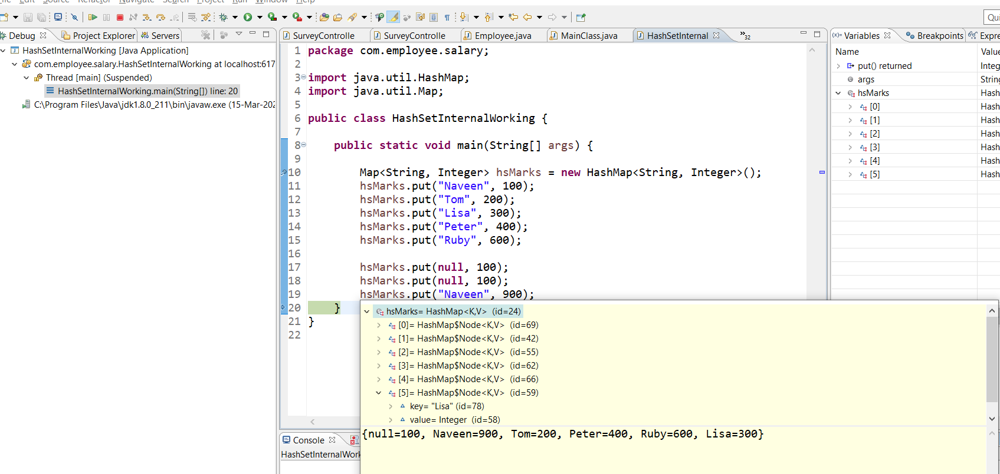 Edit Source Refactor Navigate Search Project Run Window Help
Qui
Debug
Project Explorer
Servers
HashSetInternalWorking [Java Application]
com.employee.salary.HashSetInternalWorking at localhost:617
Thread [main] (Suspended)
HashSetInternalWorking.main(String[]) line: 20
C:\Program Files\Java\jdk1.8.0_211\bin\javaw.exe (15-Mar-202
SurveyControlle
SurveyControlle
Employee.java
MainClass.java
HashSetInternal
»32
1 package com.employee.salary;
2
3 import java.util.HashMap;
4 import java.util.Map;
5
6 public class HashSetInternalWorking {
7
8 public static void main(String[] args) {
9
10 Map<String, Integer> hsMarks = new HashMap<String, Integer>();
11 hsMarks.put("Naveen", 100);
12 hsMarks.put("Tom", 200);
13 hsMarks.put("Lisa", 300);
14 hsMarks.put("Peter", 400);
15 hsMarks.put("Ruby", 600);
16
17 hsMarks.put(null, 100);
18 hsMarks.put(null, 100);
19 hsMarks.put("Naveen", 900);
20 }
21 }
22
hsMarks= HashMap<K,V> (id=24)
[0]= HashMap$Node<K,V> (id=69)
[1]= HashMap$Node<K,V> (id=42)
[2]= HashMap$Node<K,V> (id=55)
[3]= HashMap$Node<K,V> (id=62)
[4]= HashMap$Node<K,V> (id=66)
[5]= HashMap$Node<K,V> (id=59)
key= "Lisa" (id=78)
value= Integer (id=58)
{null=100, Naveen=900, Tom=200, Peter=400, Ruby=600, Lisa=300}
Console
HashSetInternalWork
(x)= Variables
Breakpoints
Expre
Name Value
put() returned Integ
args String
hsMarks Hash
[0] Hash
[1] Hash
[2] Hash
[3] Hash
[4] Hash
[5] Hash